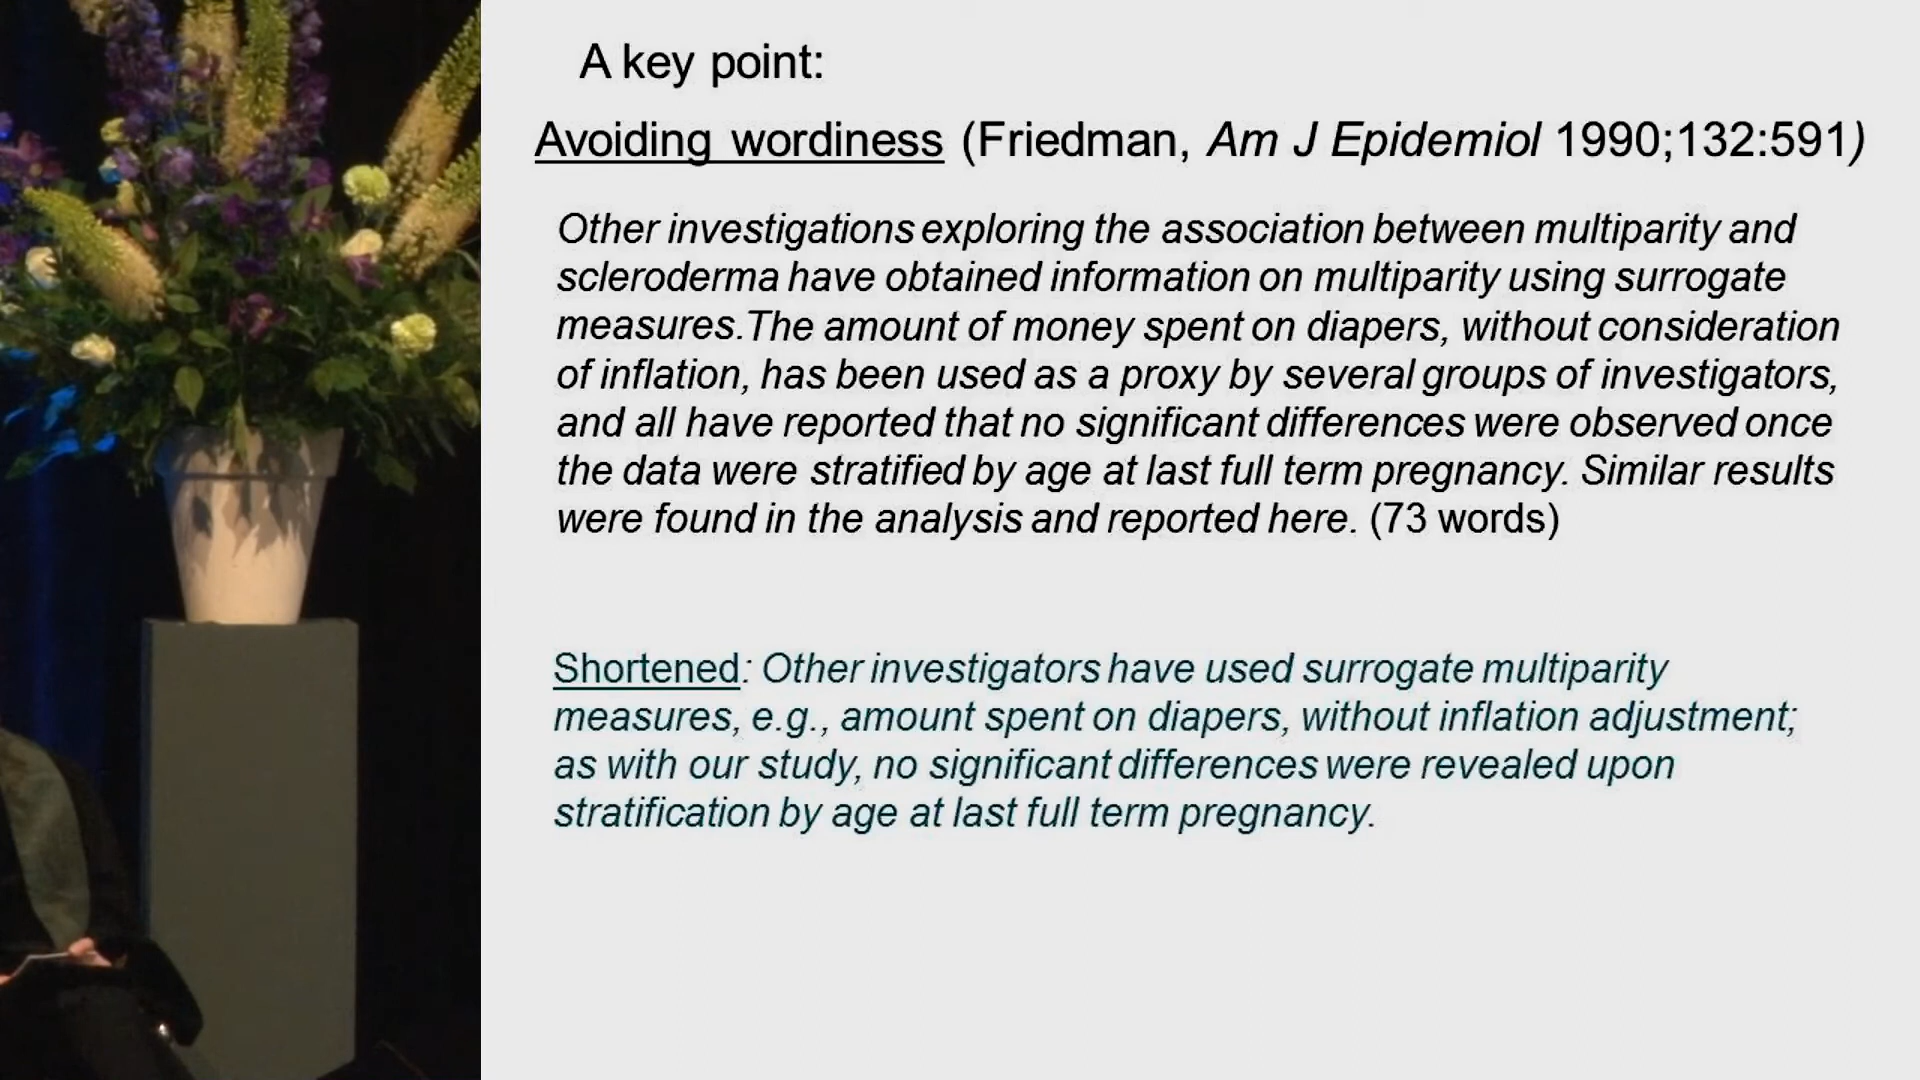 A key point:
Avoiding wordiness (Friedman, Am J Epidemiol 1990;132:591)
Other investigations exploring the association between multiparity and
scleroderma have obtained information on multiparity using surrogate
measures.The amount of money spent on diapers, without consideration
of inflation, has been used as a proxy by several groups of investigators,
and all have reported that no significant differences were observed once
the data were stratified by age at last full term pregnancy. Similar results
were found in the analysis and reported here. (73 words)
Shortened: Other investigators have used surrogate multiparity
measures, e.g., amount spent on diapers, without inflation adjustment;
as with our study, no significant differences were revealed upon
stratification by age at last full term pregnancy.